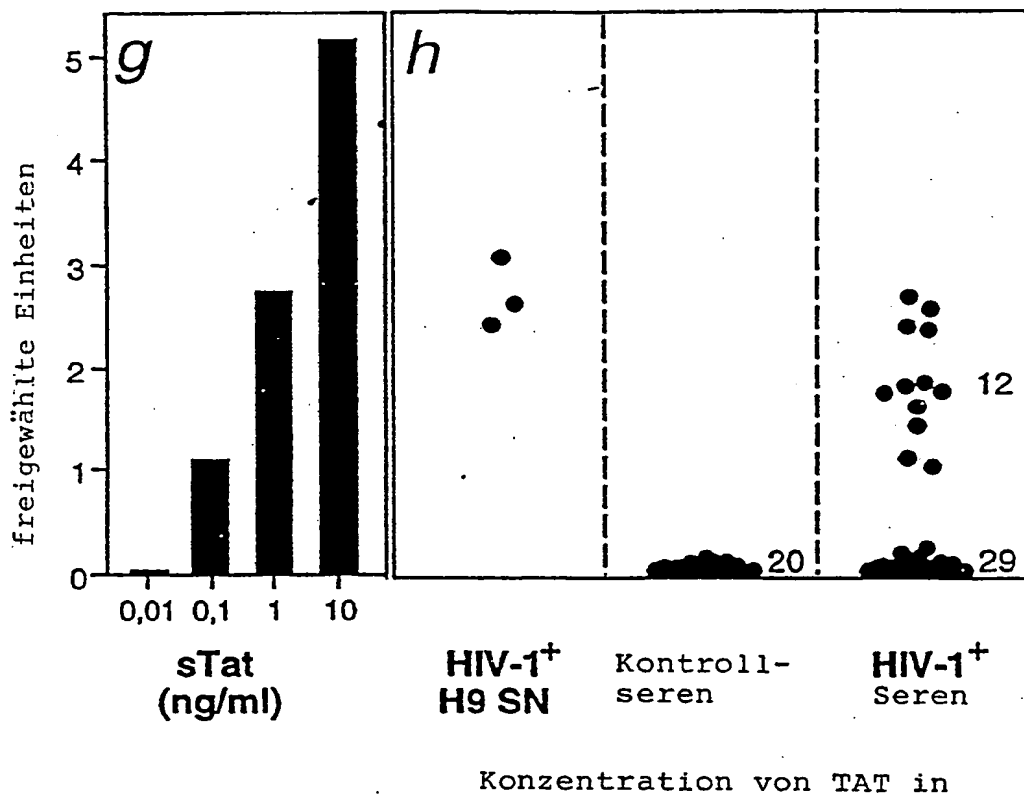 g
h
freigewählte Einheiten
5
4
3
2
1
0
0,01 0,1 1 10
sTat
(ng/ml)
12
20
29
HIV-1+
H9 SN
Kontroll-
seren
HIV-1+
Seren
Konzentration von TAT in